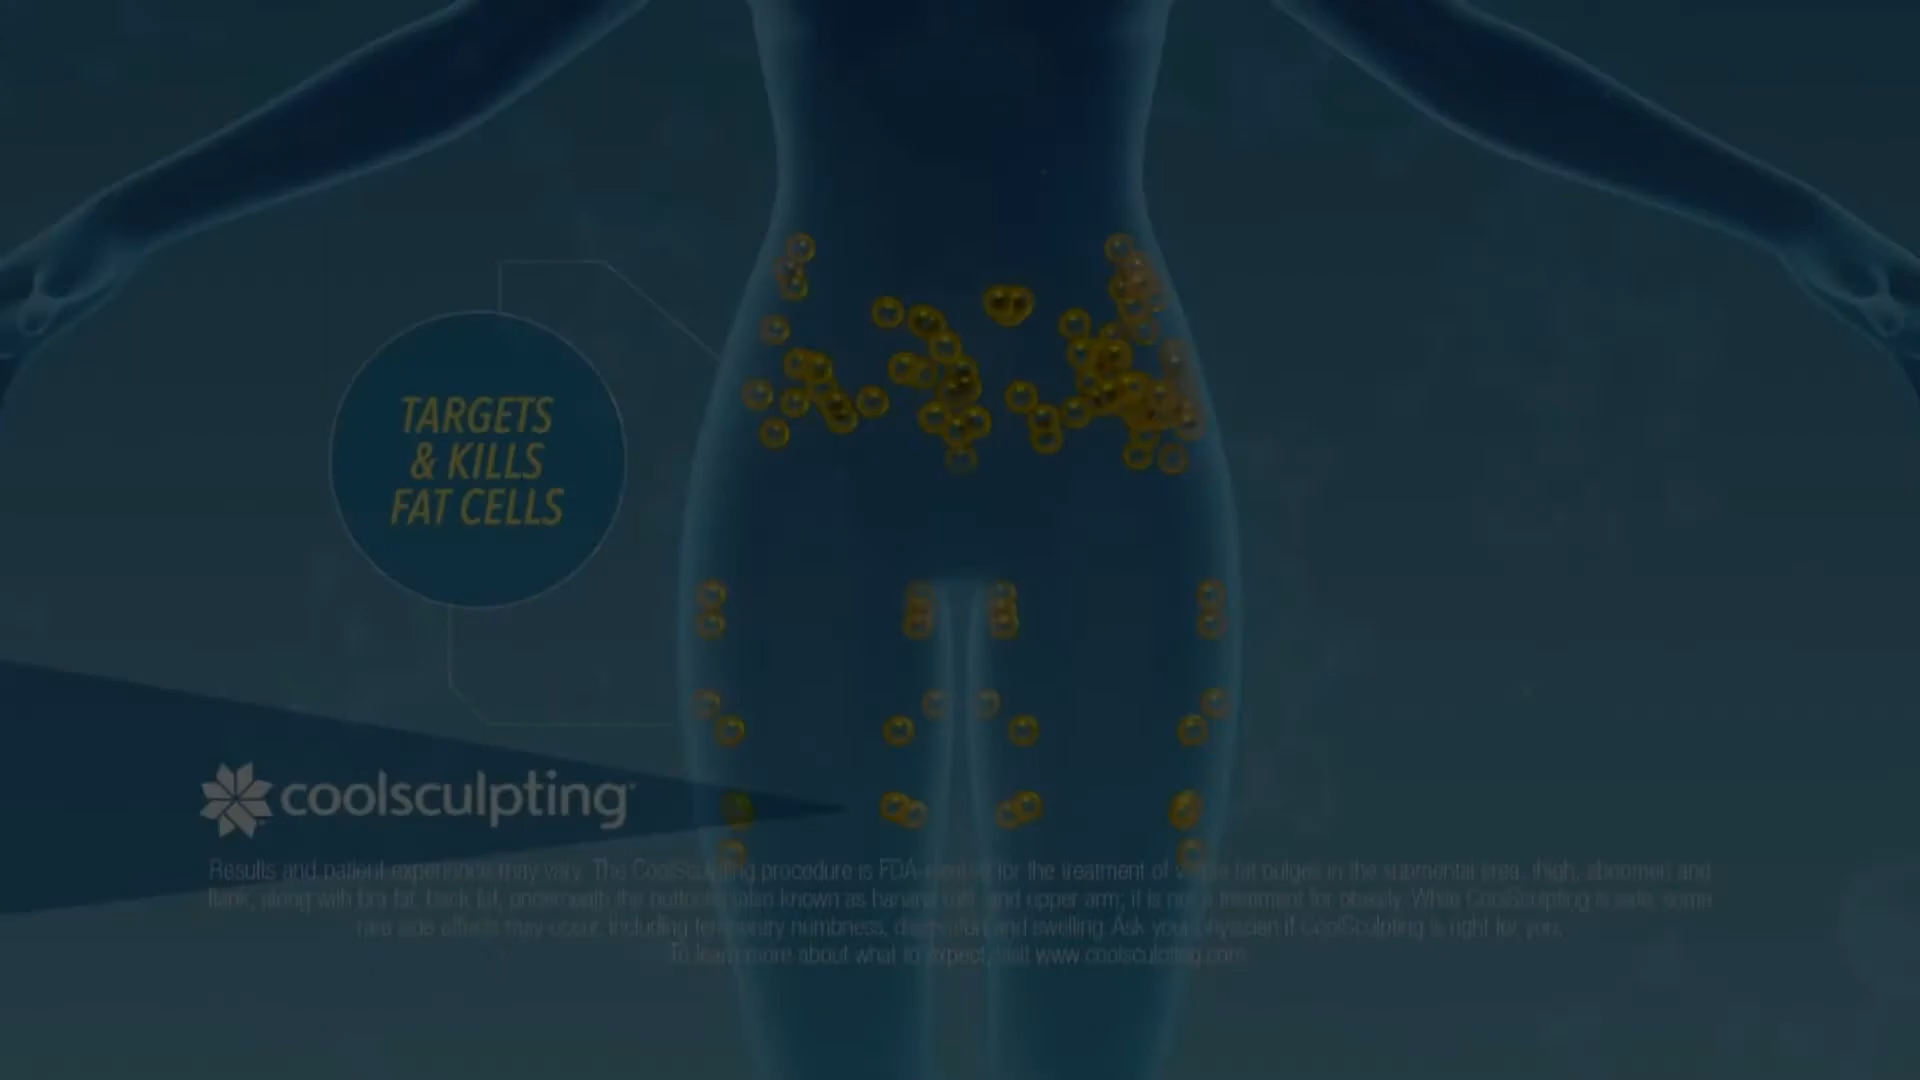 TARGETS
& KILLS
FAT CELLS
coolsculpting
Results and patient experience may vary. The CoolSculpting procedure is FDA-cleared for the treatment of visible fat bulges in the submental area, thigh, abdomen and
flank, along with bra fat, back fat, underneath the buttocks (also known as banana roll), and upper arm; it is not a treatment for obesity. While CoolSculpting is safe, some
rare side effects may occur, including temporary numbness, discomfort and swelling. Ask your physician if CoolSculpting is right for you.
To learn more about what to expect, visit www.coolsculpting.com